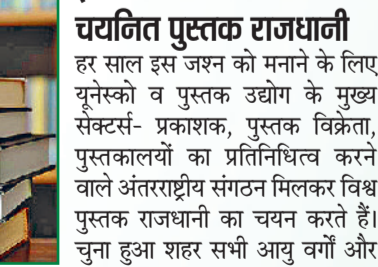 चयनित पुस्तक राजधानी
हर साल इस जश्न को मनाने के लिए
यूनेस्को व पुस्तक उद्योग के मुख्य
सेक्टर्स- प्रकाशक, पुस्तक विक्रेता,
पुस्तकालयों का प्रतिनिधित्व करने
वाले अंतरराष्ट्रीय संगठन मिलकर विश्व
पुस्तक राजधानी का चयन करते हैं।
चुना हुआ शहर सभी आयु वर्गों और